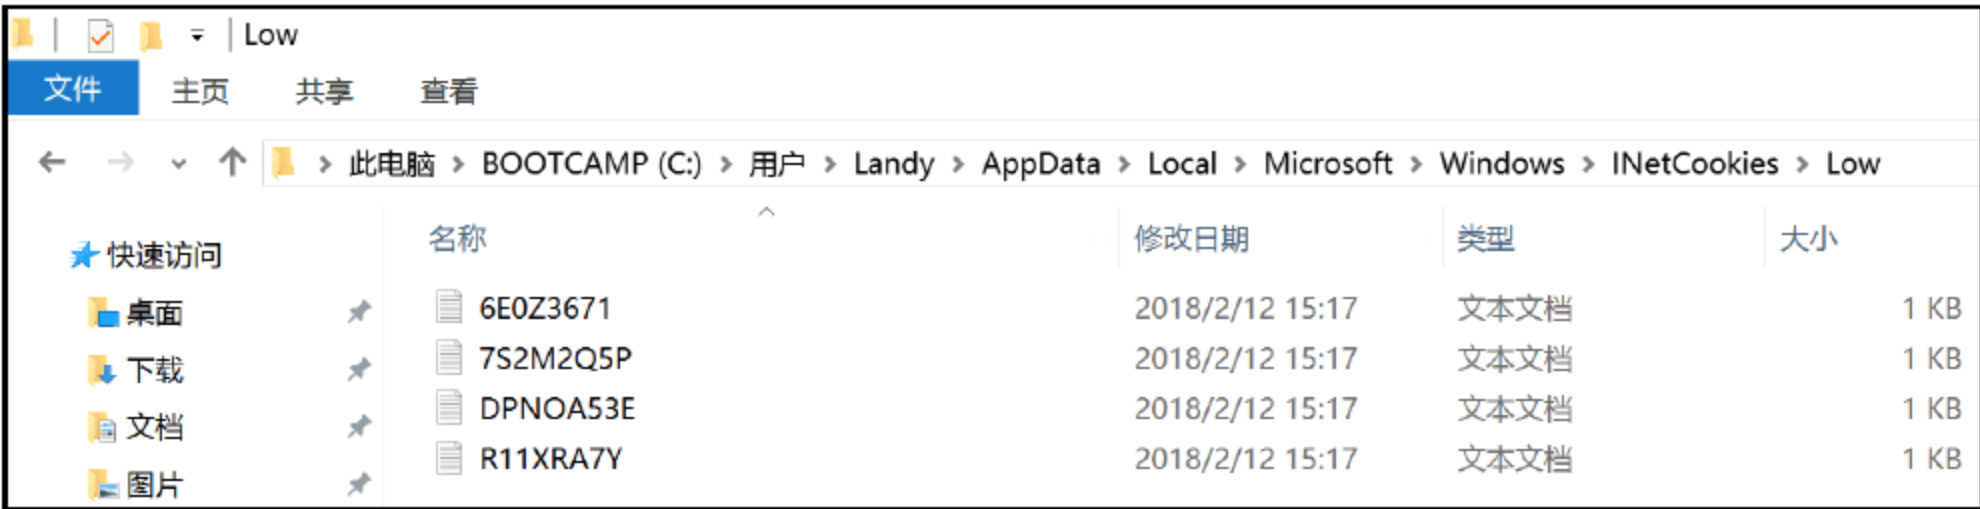 Low
文件 主页 共享 查看
此电脑 > BOOTCAMP (C:) > 用户 > Landy > AppData > Local > Microsoft > Windows > INetCookies > Low
名称 修改日期 类型 大小
快速访问
桌面
下载
文档
图片
6E0Z3671 2018/2/12 15:17 文本文档 1 KB
7S2M2Q5P 2018/2/12 15:17 文本文档 1 KB
DPNOA53E 2018/2/12 15:17 文本文档 1 KB
R11XRA7Y 2018/2/12 15:17 文本文档 1 KB